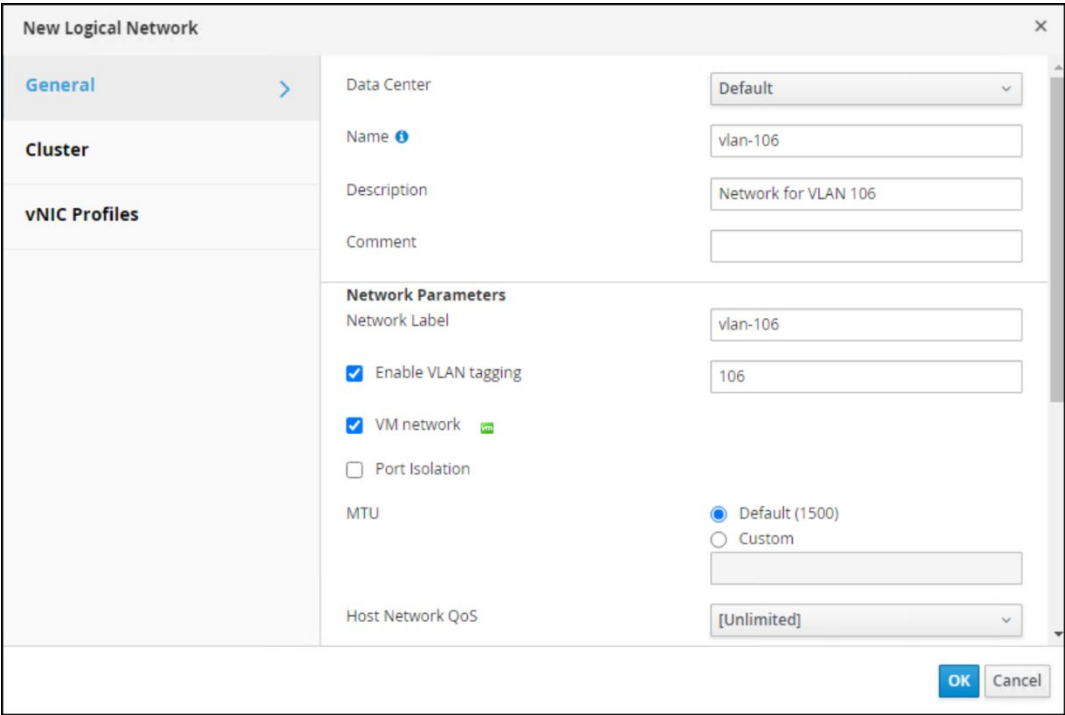 New Logical Network
General
Cluster
vNIC Profiles
Data Center Default
Name vlan-106
Description Network for VLAN 106
Comment
Network Parameters
Network Label vlan-106
Enable VLAN tagging 106
VM network vm
Port Isolation
MTU Default (1500)
Custom
Host Network QoS [Unlimited]
OK Cancel